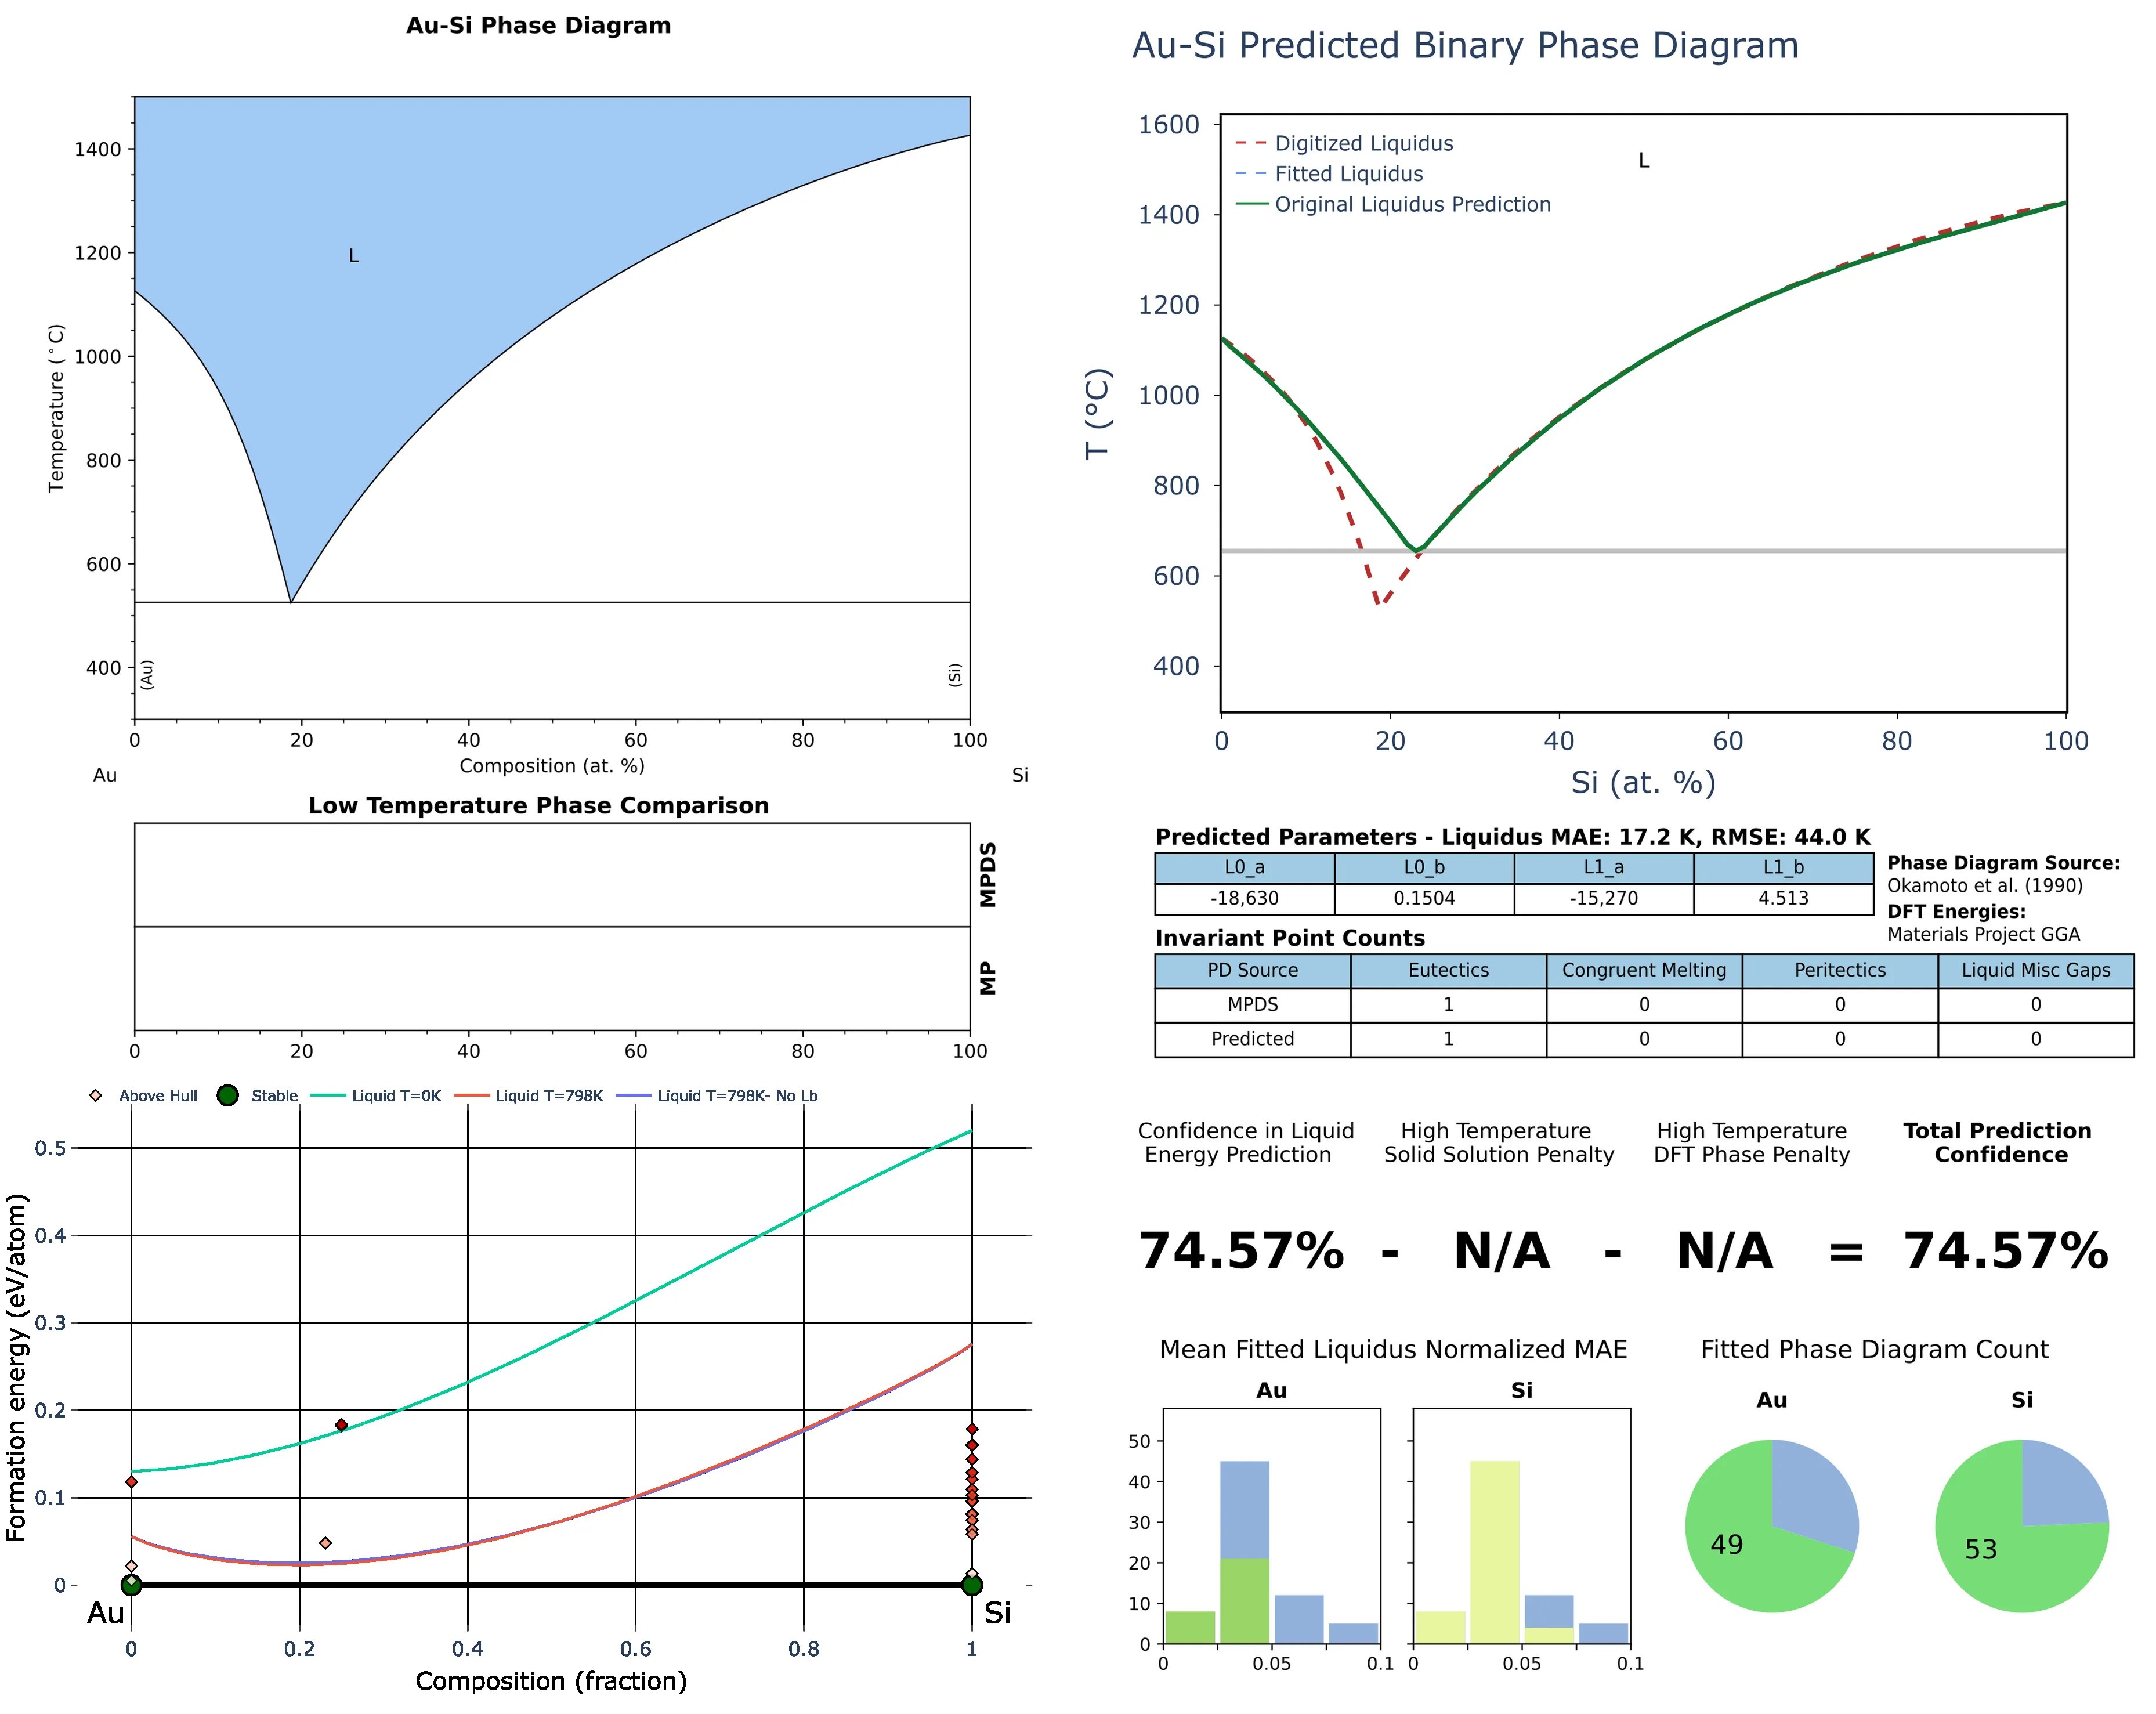 Au-Si Phase Diagram
1400
1200
1000
800
600
400
Temperature (°C)
L
(Au)
(Si)
0 20 40 60 80 100
Composition (at. %)
Au Si
Low Temperature Phase Comparison
MPDS
MP
0 20 40 60 80 100
Above Hull Stable Liquid T=0K Liquid T=798K Liquid T=798K- No Lb
0.5
0.4
0.3
0.2
0.1
0
Formation energy (eV/atom)
Au Si
0 0.2 0.4 0.6 0.8 1
Composition (fraction)
Au-Si Predicted Binary Phase Diagram
1600
1400
1200
1000
800
600
400
T (°C)
Digitized Liquidus
Fitted Liquidus
Original Liquidus Prediction
L
0 20 40 60 80 100
Si (at. %)
Predicted Parameters - Liquidus MAE: 17.2 K, RMSE: 44.0 K
L0_a L0_b L1_a L1_b
-18,630 0.1504 -15,270 4.513
Phase Diagram Source:
Okamoto et al. (1990)
DFT Energies:
Materials Project GGA
Invariant Point Counts
PD Source Eutectics Congruent Melting Peritectics Liquid Misc Gaps
MPDS 1 0 0 0
Predicted 1 0 0 0
Confidence in Liquid
Energy Prediction
High Temperature
Solid Solution Penalty
High Temperature
DFT Phase Penalty
Total Prediction
Confidence
74.57% - N/A - N/A = 74.57%
Mean Fitted Liquidus Normalized MAE
Au Si
50
40
30
20
10
0
0 0.05 0.1 0 0.05 0.1
Fitted Phase Diagram Count
Au Si
49 53